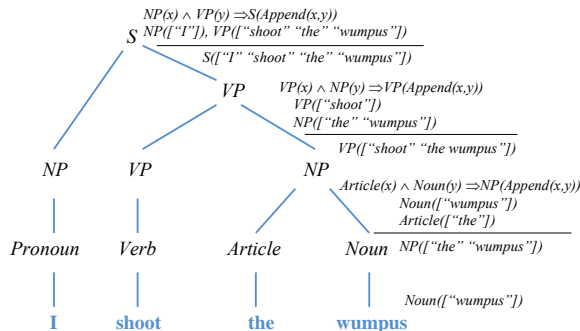 NP(x) ∧ VP(y) ⇒S(Append(x,y))
S NP([“I”]), VP([“shoot” “the” “wumpus”])
S([“I” “shoot” “the” “wumpus”])
VP VP(x) ∧ NP(y) ⇒VP(Append(x,y))
VP([“shoot”])
NP([“the” “wumpus”])
VP([“shoot” “the wumpus”])
NP VP NP
Article(x) ∧ Noun(y) ⇒NP(Append(x,y))
Noun([“wumpus”])
Article([“the”])
Pronoun Verb Article Noun NP([“the” “wumpus”])
Noun([“wumpus”])
I shoot the wumpus